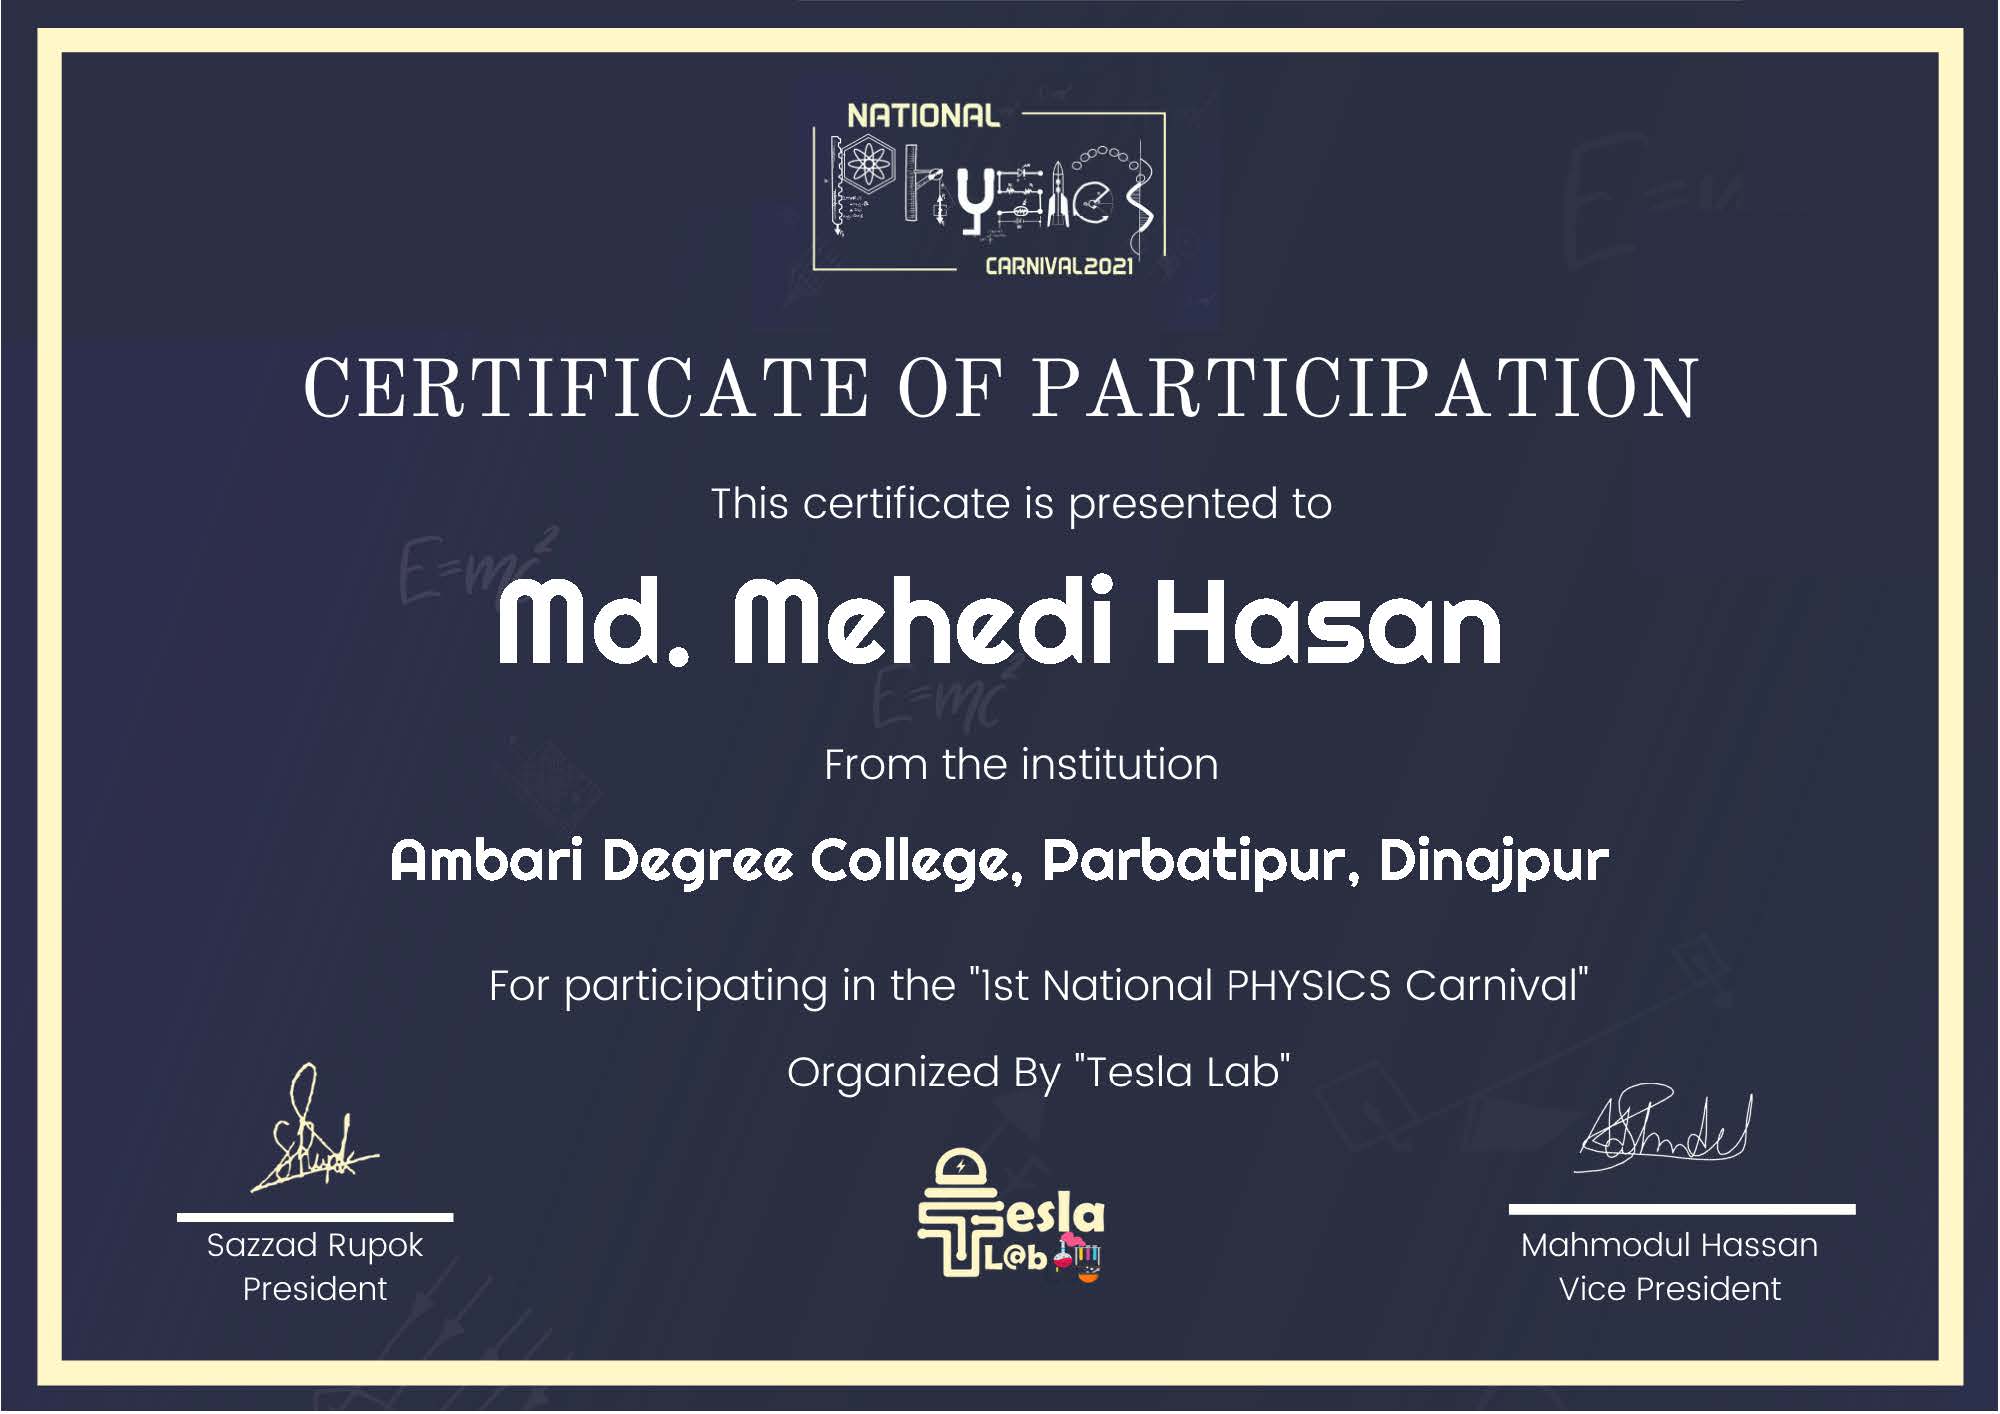 NATIONAL
Physics
CARNIVAL2021
CERTIFICATE OF PARTICIPATION
This certificate is presented to
E=mc²
Md. Mehedi Hasan
E=mc²
From the institution
Ambari Degree College, Parbatipur, Dinajpur
For participating in the "1st National PHYSICS Carnival"
Organized By "Tesla Lab"
Tesla
L@b
Sazzad Rupok
President
Mahmodul Hassan
Vice President